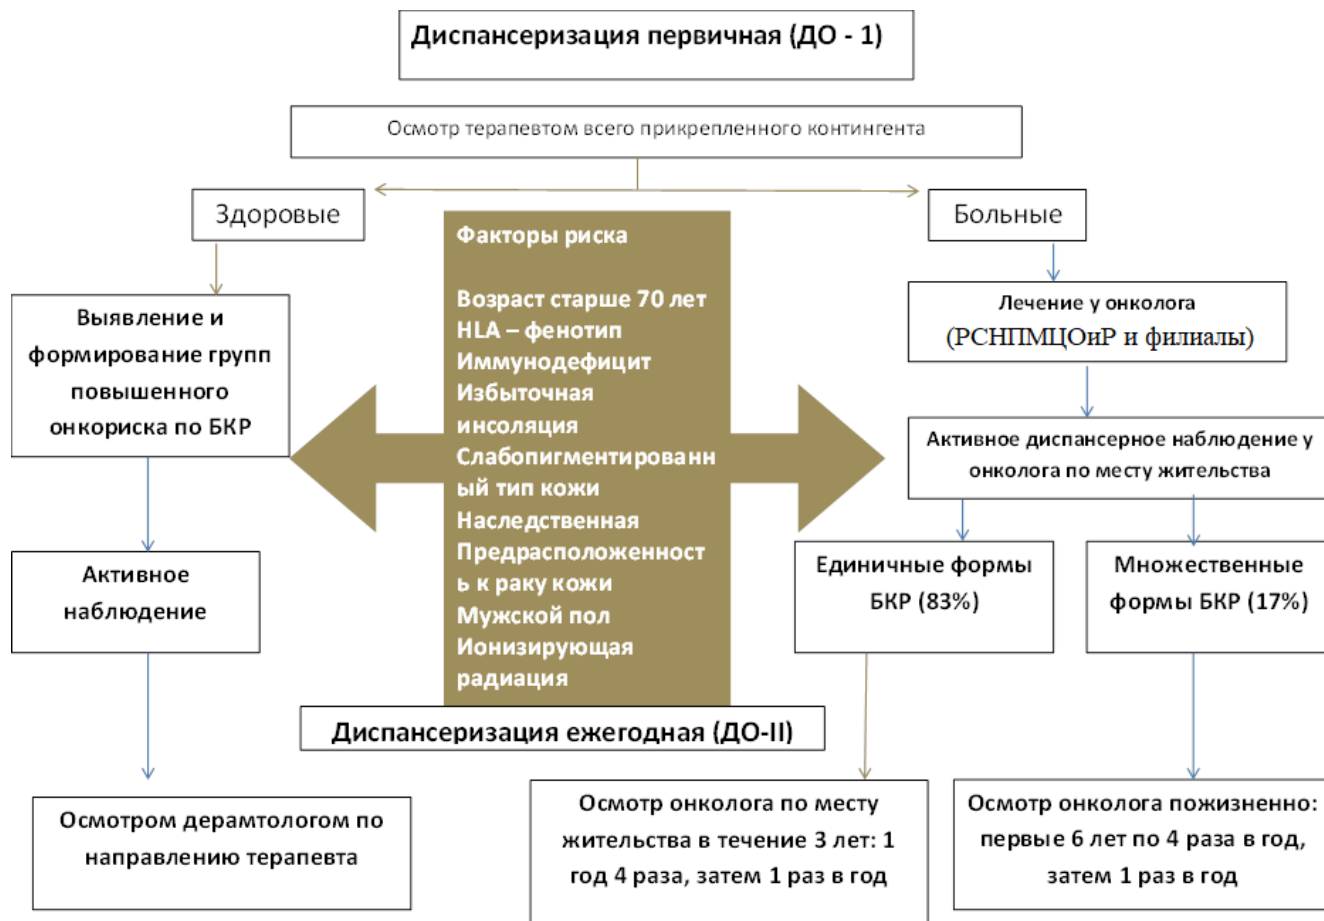 Диспансеризация первичная (ДО - 1)
Осмотр терапевтом всего прикрепленного контингента
Здоровые
Больные
Факторы риска
Возраст старше 70 лет
HLA – фенотип
Иммунодефицит
Избыточная
инсоляция
Слабопигментированн
ый тип кожи
Наследственная
Предрасположенност
ь к раку кожи
Мужской пол
Ионизирующая
радиация
Выявление и
формирование групп
повышенного
онкориска по БКР
Лечение у онколога
(РСНПМЦОиР и филиалы)
Активное диспансерное наблюдение у
онколога по месту жительства
Активное
наблюдение
Единичные формы
БКР (83%)
Множественные
формы БКР (17%)
Диспансеризация ежегодная (ДО-II)
Осмотром дерамтологом по
направлению терапевта
Осмотр онколога по месту
жительства в течение 3 лет: 1
год 4 раза, затем 1 раз в год
Осмотр онколога пожизненно:
первые 6 лет по 4 раза в год,
затем 1 раз в год